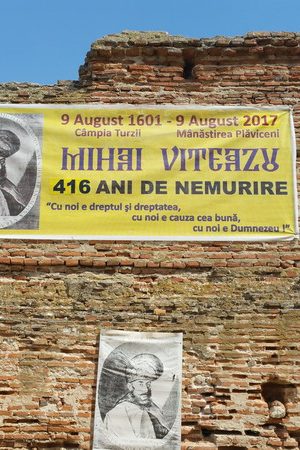 9 August 1601 - 9 August 2017
Câmpia Turzii Mânăstirea Plăviceni
MIHAI VITEAZU
416 ANI DE NEMURIRE
“Cu noi e dreptul și dreptatea,
cu noi e cauza cea bună,
cu noi e Dumnezeu !”